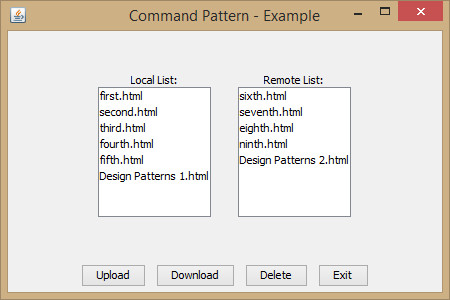 Command Pattern - Example
Local List:
first.html
second.html
third.html
fourth.html
fifth.html
Design Patterns 1.html
Remote List:
sixth.html
seventh.html
eighth.html
ninth.html
Design Patterns 2.html
Upload
Download
Delete
Exit